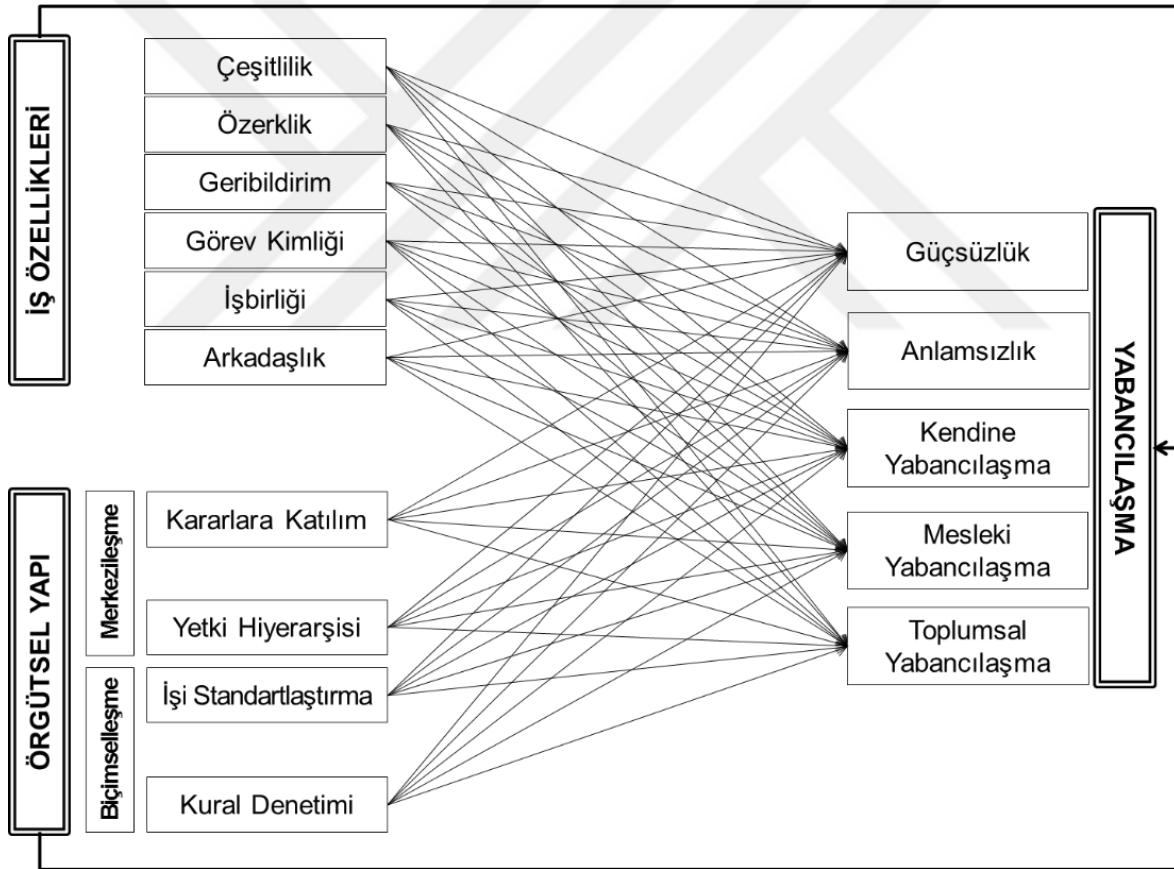 İŞ ÖZELLİKLERİ
Çeşitlilik
Özerklik
Geribildirim
Görev Kimliği
İşbirliği
Arkadaşlık
ÖRGÜTSEL YAPI
Merkezileşme
Kararlara Katılım
Yetki Hiyerarşisi
Biçimselleşme
İşi Standartlaştırma
Kural Denetimi
Güçsüzlük
Anlamsızlık
Kendine
Yabancılaşma
Mesleki
Yabancılaşma
Toplumsal
Yabancılaşma
YABANCILAŞMA